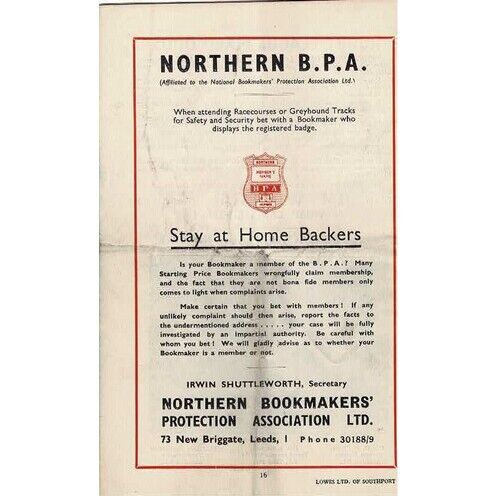 NORTHERN B.P.A.
(Affiliated to the National Bookmakers' Protection Association Ltd.)
When attending Racecourses or Greyhound Tracks
for Safety and Security bet with a Bookmaker who
displays the registered badge.
NORTHERN
MEMBER'S
NAME
B P A
Stay at Home Backers
Is your Bookmaker a member of the B.P.A.? Many
Starting Price Bookmakers wrongfully claim membership,
and the fact that they are not bona fide members only
comes to light when complaints arise.
Make certain that you bet with members! If any
unlikely complaint should then arise, report the facts to
the undermentioned address ..... your case will be fully
investigated by an impartial authority. Be careful with
whom you bet! We will gladly advise as to whether your
Bookmaker is a member or not.
IRWIN SHUTTLEWORTH, Secretary
NORTHERN BOOKMAKERS'
PROTECTION ASSOCIATION LTD.
73 New Briggate, Leeds, 1 Phone 30188/9
16
LOWES LTD. OF SOUTHPORT